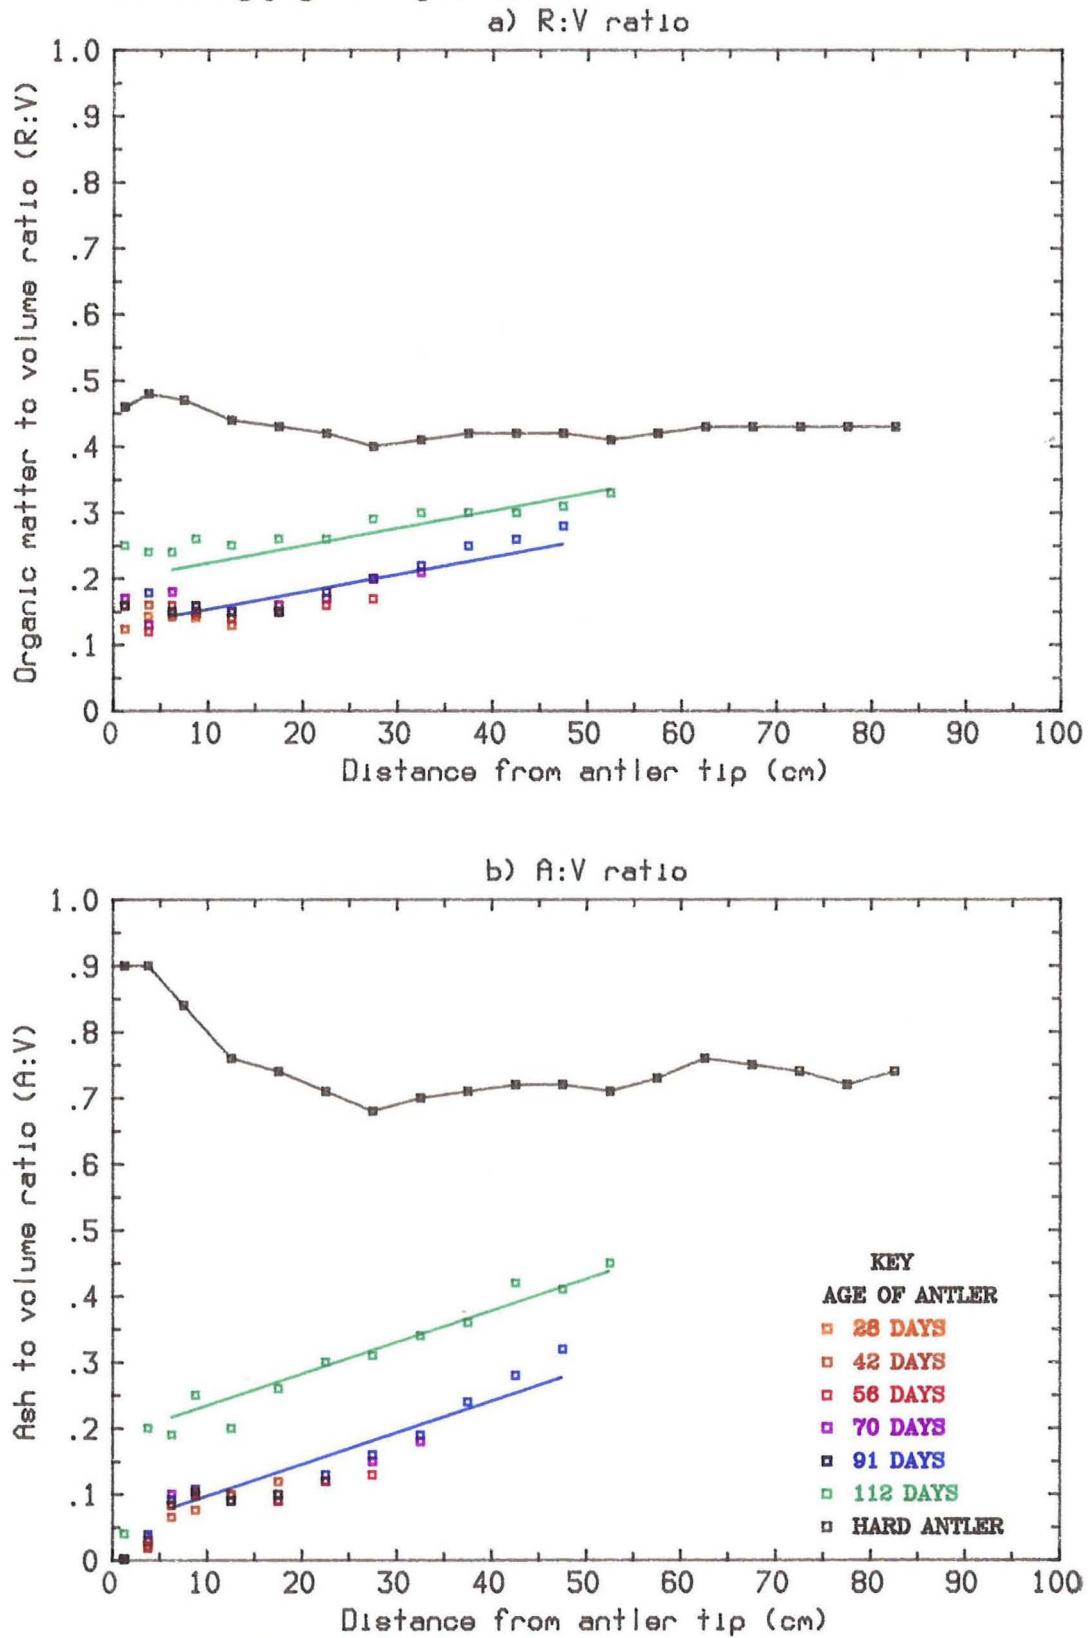 a) R:V ratio
Organic matter to volume ratio (R:V)
1.0
.9
.8
.7
.6
.5
.4
.3
.2
.1
0
0 10 20 30 40 50 60 70 80 90 100
Distance from antler tip (cm)
b) A:V ratio
Ash to volume ratio (A:V)
1.0
.9
.8
.7
.6
.5
.4
.3
.2
.1
0
KEY
AGE OF ANTLER
28 DAYS
42 DAYS
56 DAYS
70 DAYS
91 DAYS
112 DAYS
HARD ANTLER
0 10 20 30 40 50 60 70 80 90 100
Distance from antler tip (cm)